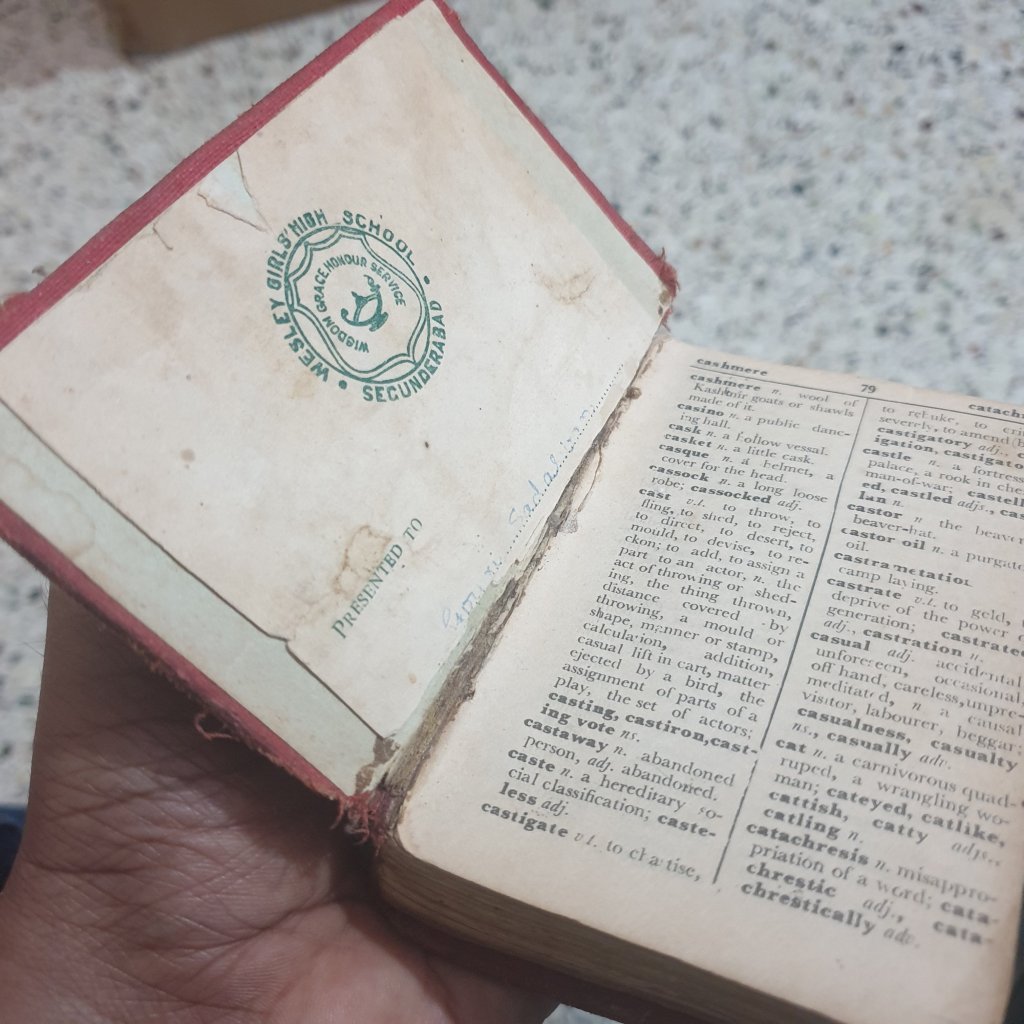 WESLEY GIRLS' HIGH SCHOOL
SECUNDERABAD
WISDOM GRACE HONOUR SERVICE
PRESENTED TO
cashmere
79
cashmere n. wool of
Kashmir goats or shawls
made of it.
casino n. a public danc-
ing hall.
cask n. a hollow vessal.
casket n. a little cask.
casque n. a helmet, a
cover for the head.
cassock n. a long loose
robe; cassocked adj.
cast v.t. to throw, to
fling, to shed, to reject,
to direct, to desert, to
mould, to devise, to re-
ckon; to add, to assign a
part to an actor, n. the
act of throwing or shed-
ing, the thing thrown,
distance covered by
throwing, a mould or
shape, manner or stamp,
calculation, addition,
casual lift in cart, matter
ejected by a bird, the
assignment of parts of a
play, the set of actors;
casting, castiron, cast-
ing vote ns.
castaway n. abandoned
person, adj. abandoned.
caste n. a hereditary so-
cial classification; caste-
less adj.
castigate v.t. to chastise,
to rebuke, to
severely, to amend
castigatory adj.,
igation,
castle n. a fortress
palace, a rook in
man-of-war;
ed, castled adjs.,
lan n.
castor n the beaver
beaver-hat.
castor oil n. a
oil.
castrametation
camp laying.
castrate v.t. to geld,
deprive of the power
generation; castrated
adj., castration n.
casual adj. accidental
unforeseen, occasional,
off hand, careless, unpre-
meditated, n a causal
visitor, labourer, beggar;
casualness, casualty
ns., casually adv.
cat n. a carnivorous quad-
ruped, a wrangling wo-
man; cateyed, catlike,
cattish, catty adjs.,
catling n.
catachresis n. misappro-
priation of a word; cata-
chrestic adj., cata-
chrestically adv.